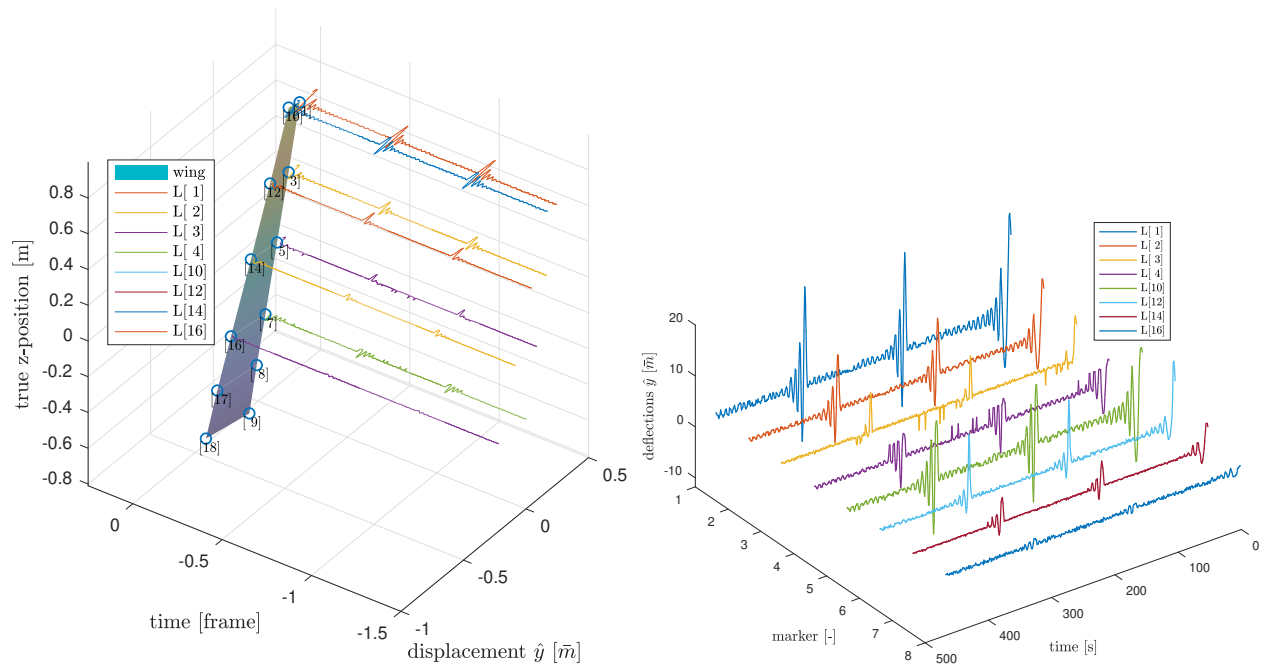 true z-position [m]
0.8
0.6
0.4
0.2
0
-0.2
-0.4
-0.6
-0.8
wing
L[ 1]
L[ 2]
L[ 3]
L[ 4]
L[10]
L[12]
L[14]
L[16]
[10]
[12]
[ 3]
[ 5]
[14]
[ 7]
[16]
[ 8]
[17]
[ 9]
[18]
0
-0.5
-1
-1.5
time [frame]
-1
-0.5
0
0.5
displacement ŷ [m̄]
deflections ŷ [m̄]
20
10
0
-10
L[ 1]
L[ 2]
L[ 3]
L[ 4]
L[10]
L[12]
L[14]
L[16]
1
2
3
4
5
6
7
8
marker [-]
500
400
300
200
100
0
time [s]